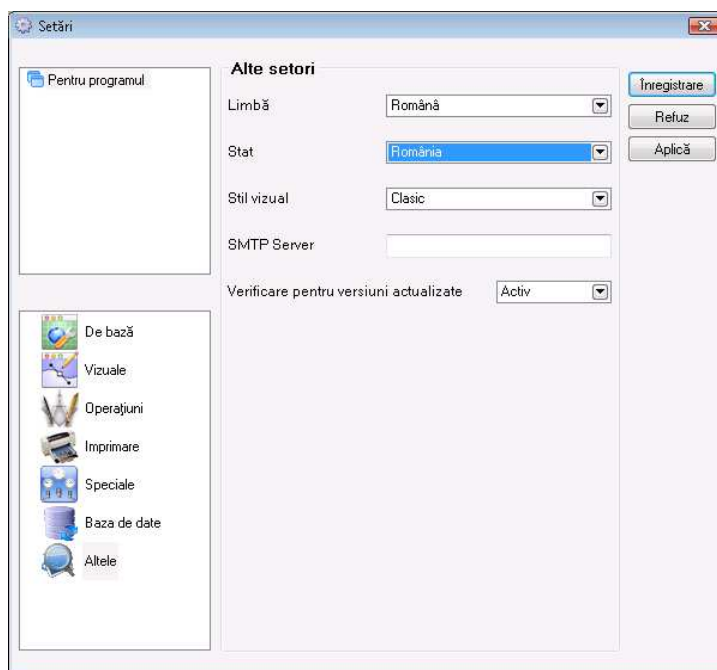 Setări
Pentru programul
Alte setori
Limbă
Română
Stat
România
Stil vizual
Clasic
SMTP Server
Verificare pentru versiuni actualizate
Activ
Înregistrare
Refuz
Aplică
De bază
Vizuale
Operațiuni
Imprimare
Speciale
Baza de date
Altele